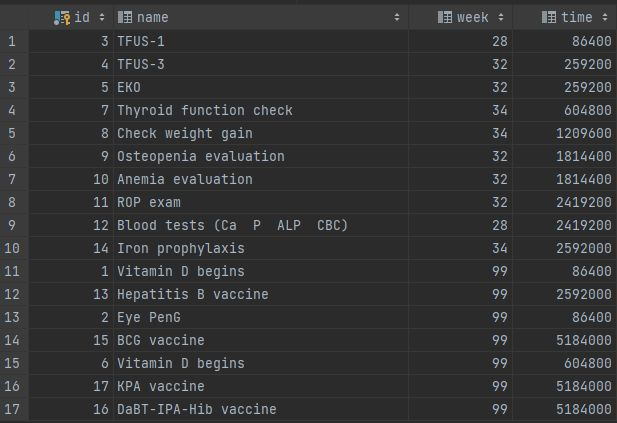 id name week time
1 3 TFUS-1 28 86400
2 4 TFUS-3 32 259200
3 5 EKO 32 259200
4 7 Thyroid function check 34 604800
5 8 Check weight gain 34 1209600
6 9 Osteopenia evaluation 32 1814400
7 10 Anemia evaluation 32 1814400
8 11 ROP exam 32 2419200
9 12 Blood tests (Ca  P  ALP  CBC) 28 2419200
10 14 Iron prophylaxis 34 2592000
11 1 Vitamin D begins 99 86400
12 13 Hepatitis B vaccine 99 2592000
13 2 Eye PenG 99 86400
14 15 BCG vaccine 99 5184000
15 6 Vitamin D begins 99 604800
16 17 KPA vaccine 99 5184000
17 16 DaBT-IPA-Hib vaccine 99 5184000